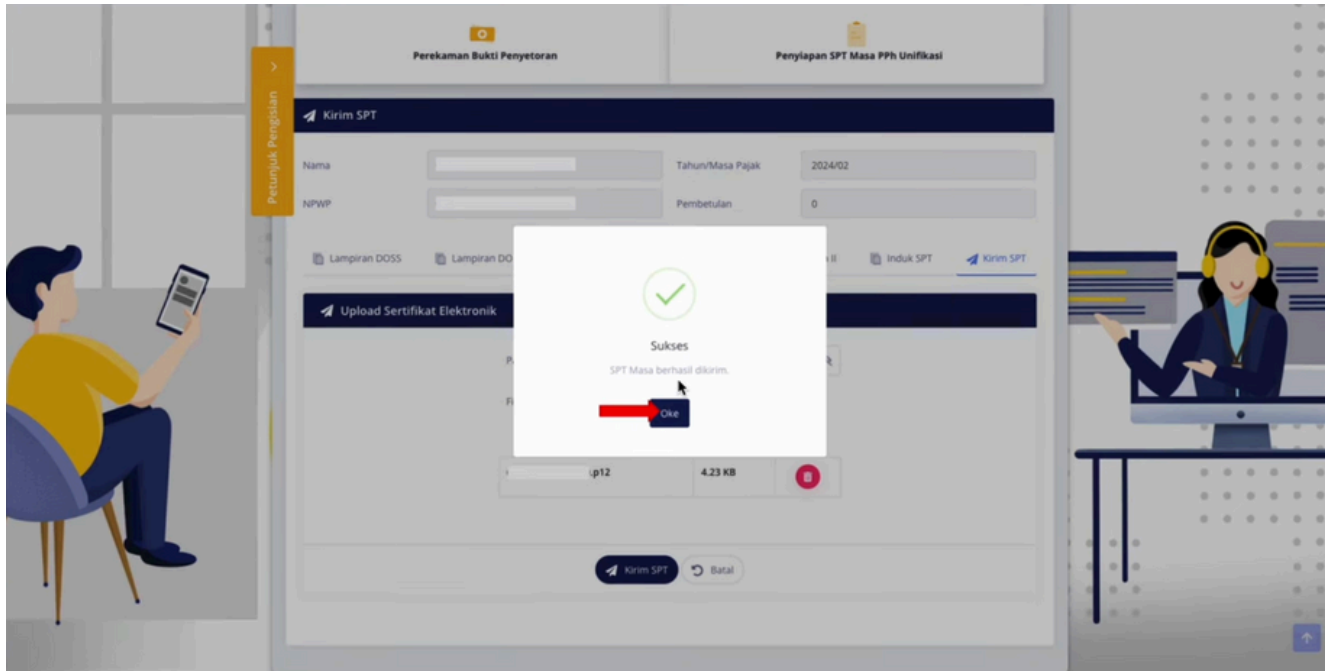 Perekaman Bukti Penyetoran
Penyiapan SPT Masa PPh Unifikasi
Petunjuk Pengisian
Kirim SPT
Nama
Tahun/Masa Pajak
2024/02
NPWP
Pembetulan
0
Lampiran DOSS
Lampiran DO
II
Induk SPT
Kirim SPT
Upload Sertifikat Elektronik
Sukses
SPT Masa berhasil dikirim.
Oke
.p12
4.23 KB
Kirim SPT
Batal